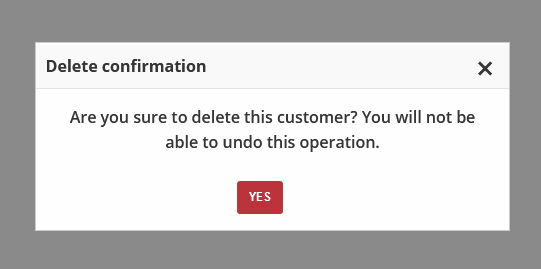 Delete confirmation
Are you sure to delete this customer? You will not be
able to undo this operation.
YES